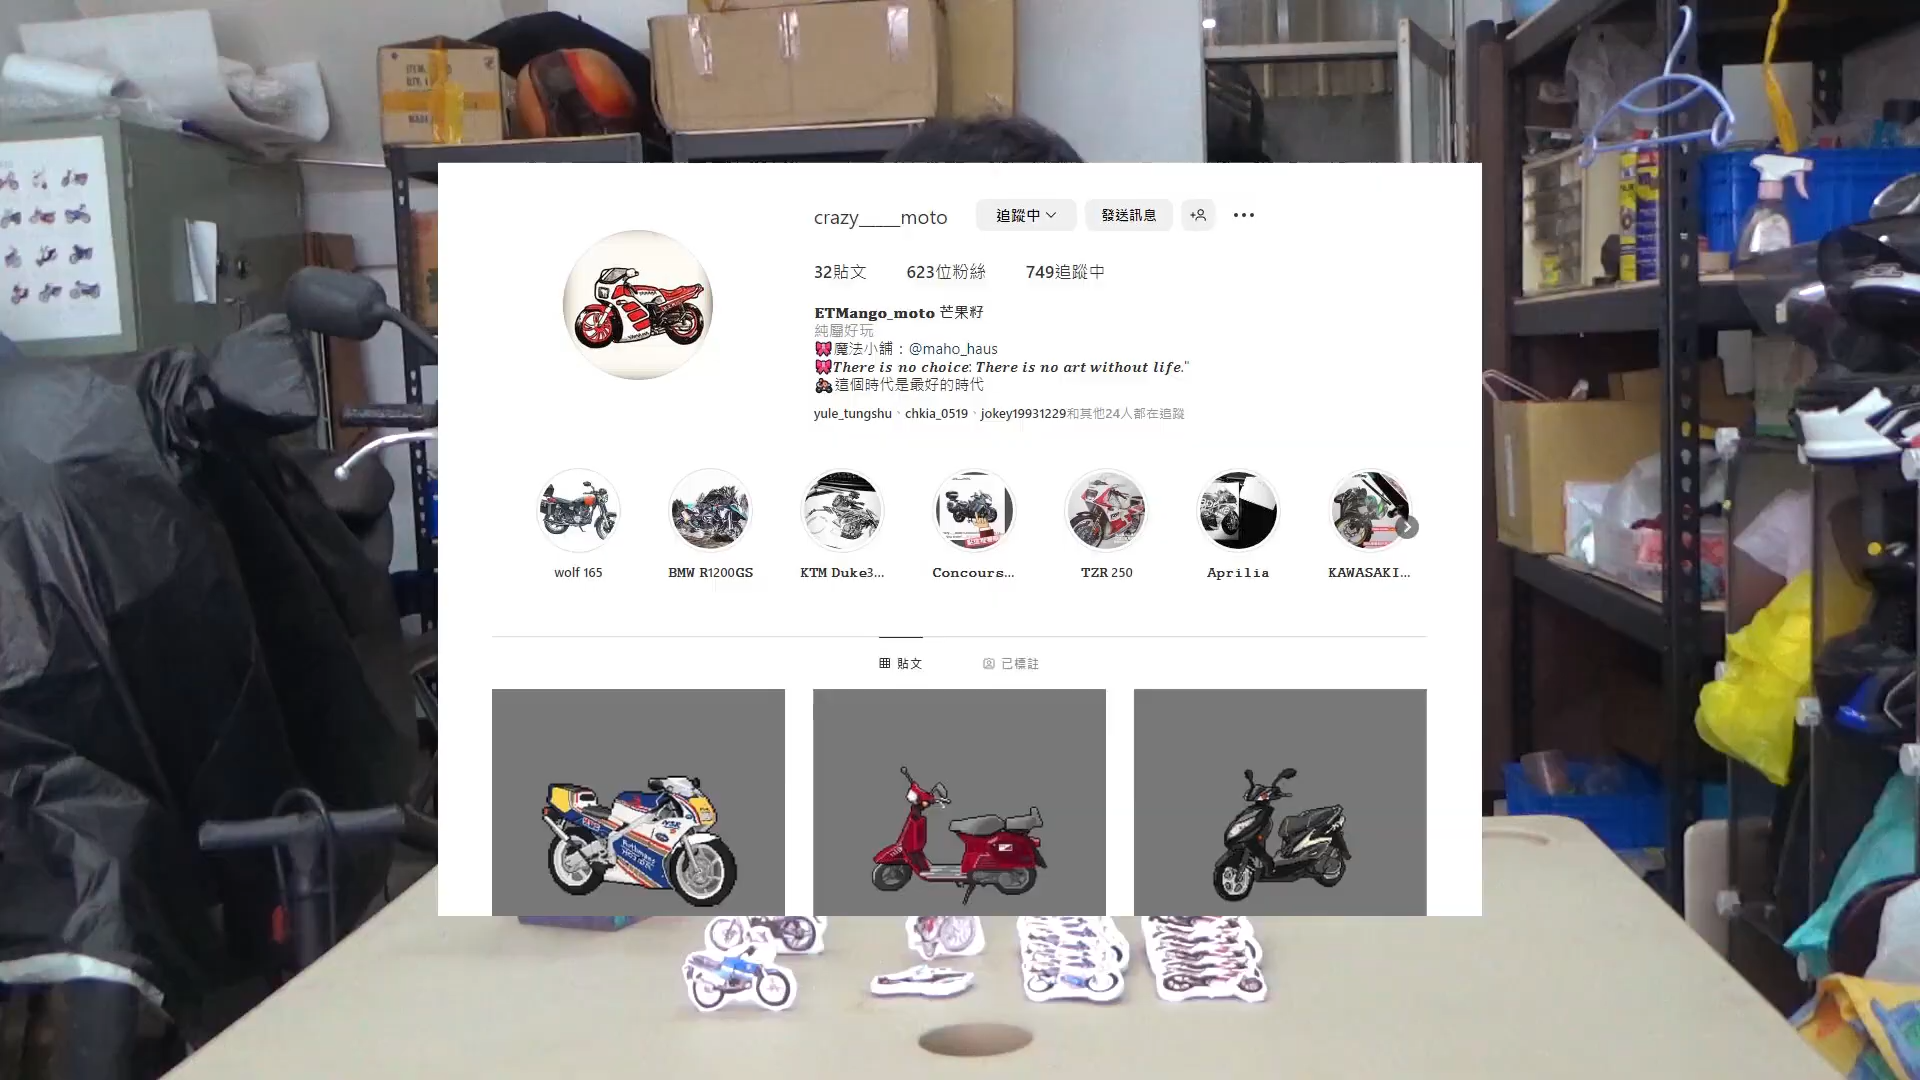 crazy_____moto
追蹤中
發送訊息
32貼文
623位粉絲
749追蹤中
ETMango_moto 芒果籽
純屬好玩
🎀魔法小舖：@maho_haus
🎀There is no choice: There is no art without life."
🏍️這個時代是最好的時代
yule_tungshu、chkia_0519、jokey19931229和其他24人都在追蹤
wolf 165
BMW R1200GS
KTM Duke3...
Concours...
TZR 250
Aprilia
KAWASAKI...
貼文
已標註